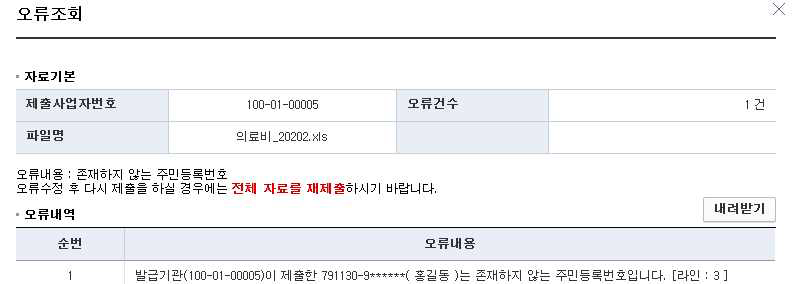 오류조회
자료기본
제출사업자번호 100-01-00005 오류건수 1 건
파일명 의료비_20202.xls
오류내용 : 존재하지 않는 주민등록번호
오류수정 후 다시 제출을 하실 경우에는 전체 자료를 재제출하시기 바랍니다.
오류내역 내려받기
순번 오류내용
1 발급기관(100-01-00005)이 제출한 791130-9******( 홍길동 )는 존재하지 않는 주민등록번호입니다. [라인 : 3 ]